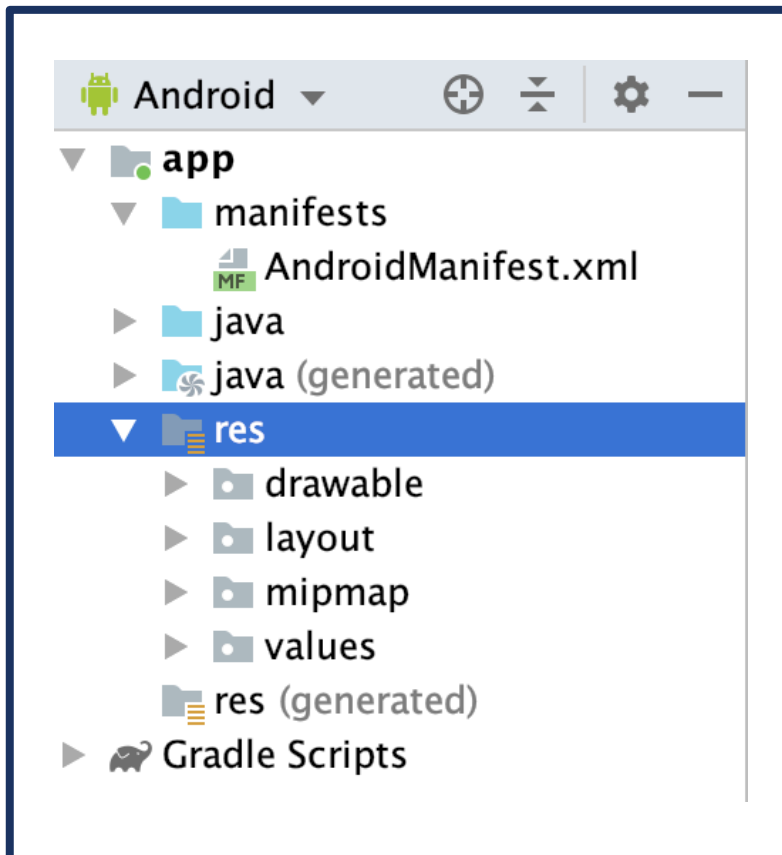 Android
app
manifests
MF AndroidManifest.xml
java
java (generated)
res
drawable
layout
mipmap
values
res (generated)
Gradle Scripts